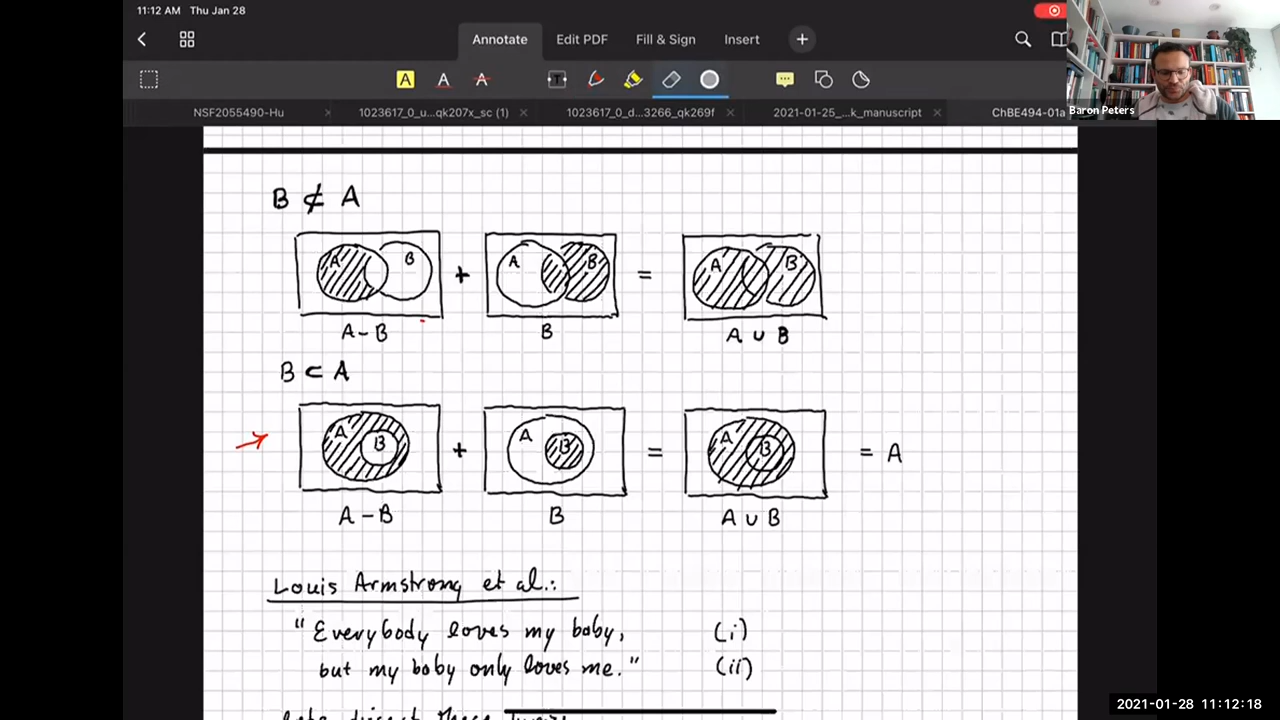 11:12 AM Thu Jan 28
Annotate Edit PDF Fill & Sign Insert
A A A T
NSF2055490-Hu × 1023617_0_u...qk207x_sc (1) × 1023617_0_d...3266_qk269f × 2021-01-25_...k_manuscript × ChBE494-01a
Baron Peters
B ⊄ A
A B + A B = A B
A - B B A ∪ B
B ⊂ A
A B + A B = A B = A
A - B B A ∪ B
Louis Armstrong et al.:
"Everybody loves my baby, (i)
but my baby only loves me." (ii)
2021-01-28 11:12:18